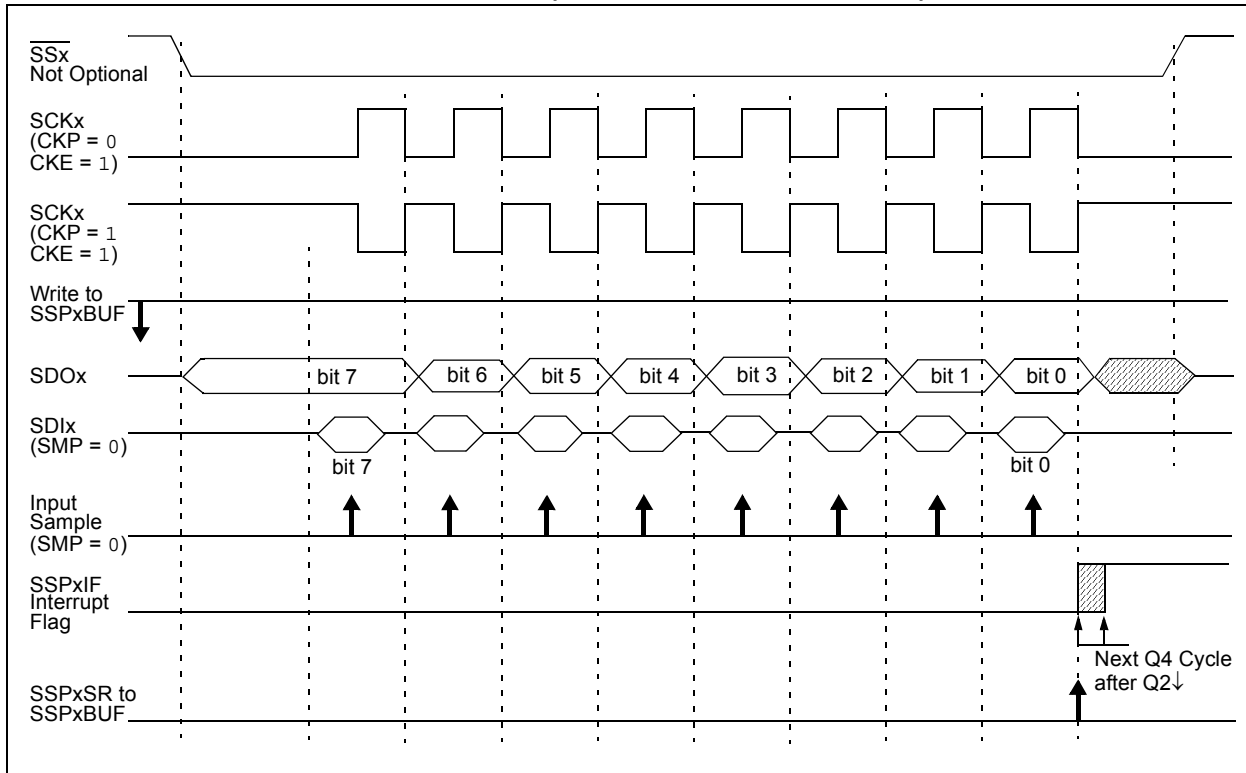 SSx
Not Optional
SCKx
(CKP = 0
CKE = 1)
SCKx
(CKP = 1
CKE = 1)
Write to
SSPxBUF
SDOx
bit 7
bit 6
bit 5
bit 4
bit 3
bit 2
bit 1
bit 0
SDIx
(SMP = 0)
bit 7
bit 0
Input
Sample
(SMP = 0)
SSPxIF
Interrupt
Flag
Next Q4 Cycle
after Q2↓
SSPxSR to
SSPxBUF